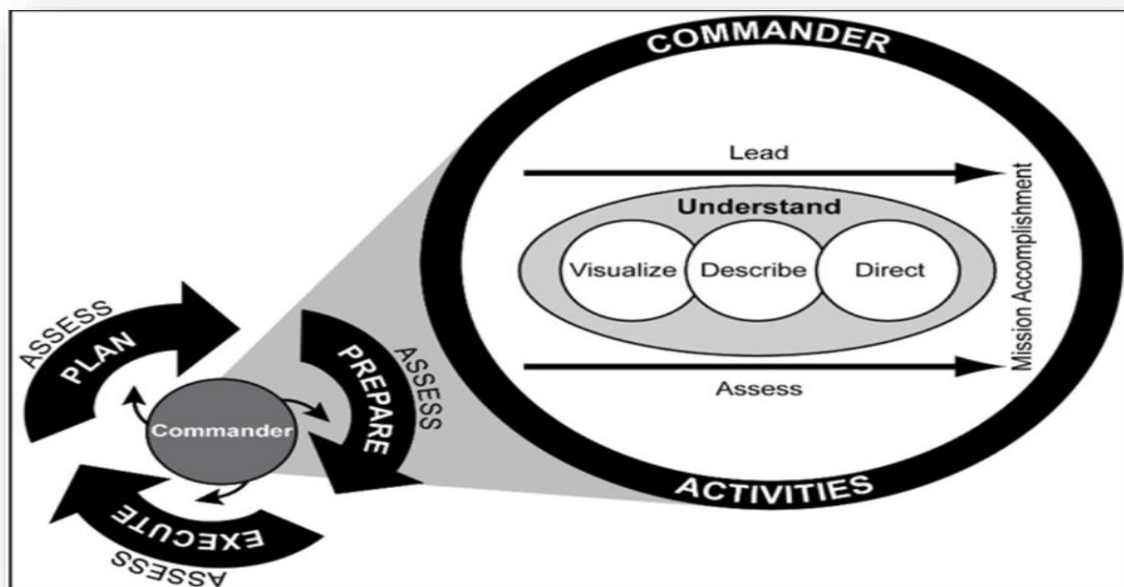 COMMANDER
Lead
Understand
Visualize
Describe
Direct
Mission Accomplishment
Assess
ACTIVITIES
ASSESS
PLAN
Commander
PREPARE
ASSESS
EXECUTE
ASSESS